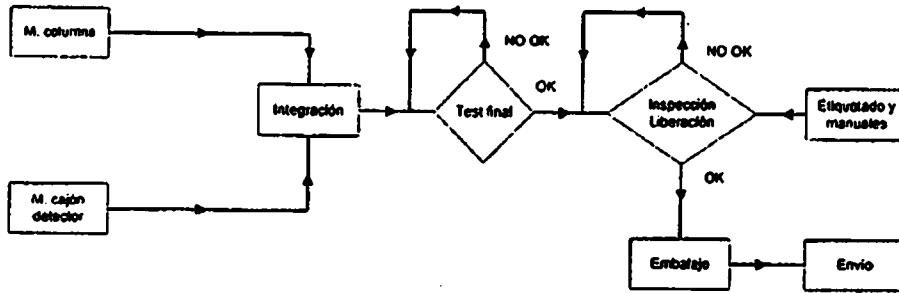 M. columna
NO OK
NO OK
OK
Integración
Test final
Inspección
Liberación
Etiquetado y
manuales
M. cajón
detector
OK
Embalaje
Envío